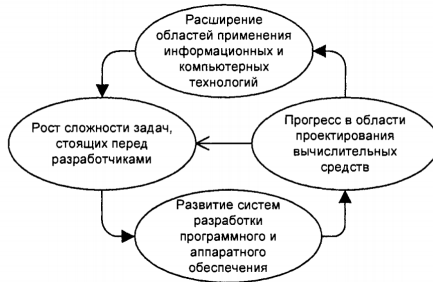 Расширение
областей применения
информационных и
компьютерных
технологий
Рост сложности задач,
стоящих перед
разработчиками
Прогресс в области
проектирования
вычислительных
средств
Развитие систем
разработки
программного и
аппаратного
обеспечения